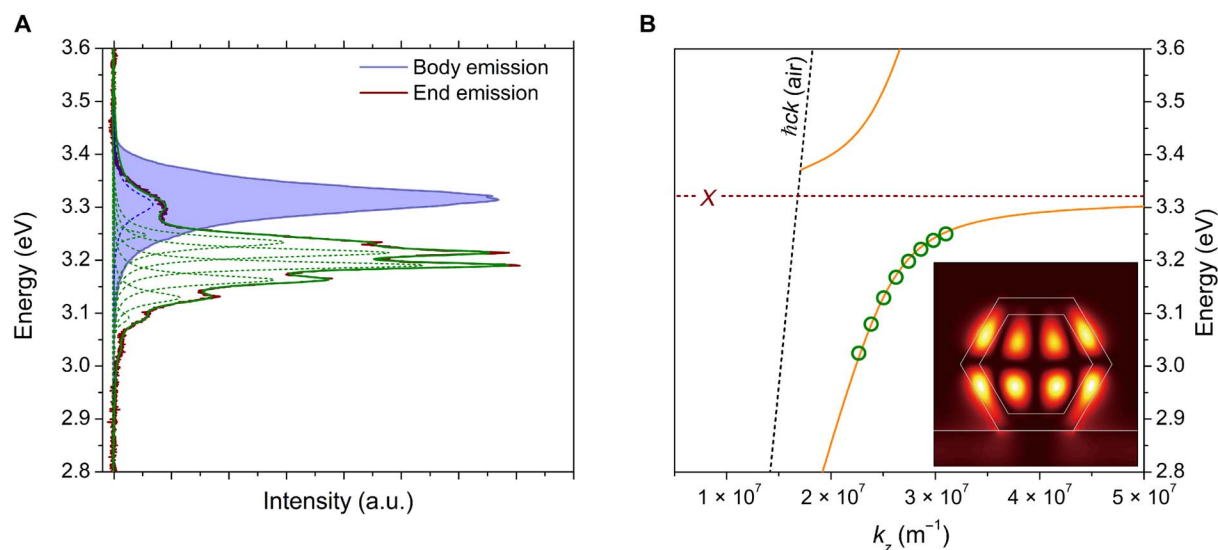 A
3.6
3.5
3.4
3.3
3.2
3.1
3.0
2.9
2.8
Energy (eV)
Intensity (a.u.)
Body emission
End emission
B
ħck (air)
X
3.6
3.5
3.4
3.3
3.2
3.1
3.0
2.9
2.8
Energy (eV)
1 × 10⁷
2 × 10⁷
3 × 10⁷
4 × 10⁷
5 × 10⁷
k_z (m⁻¹)